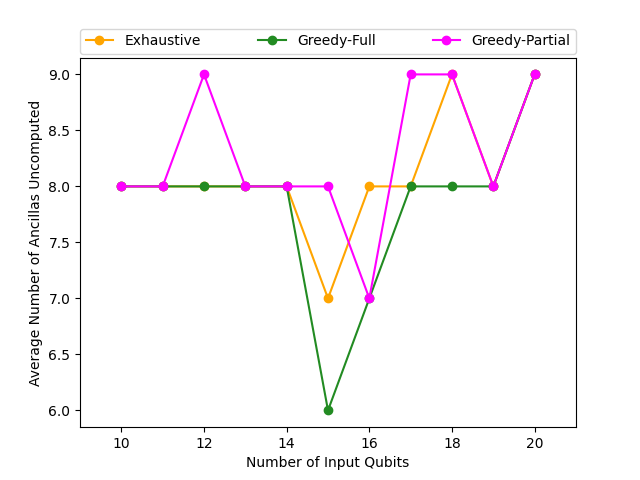 Exhaustive Greedy-Full Greedy-Partial
9.0
8.5
8.0
7.5
7.0
6.5
6.0
Average Number of Ancillas Uncomputed
10 12 14 16 18 20
Number of Input Qubits